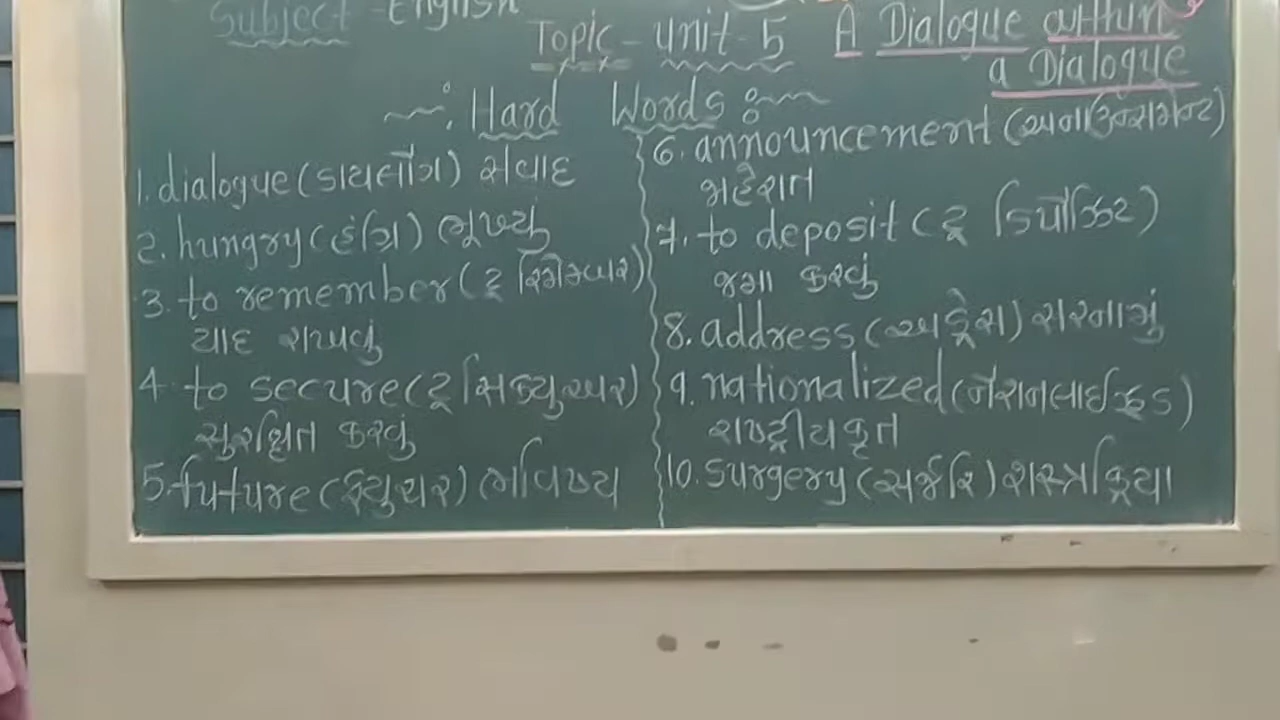 Subject - English
Topic - Unit - 5 A Dialogue within
a Dialogue
Hard Words
1. dialogue (ડાયલૉગ) સંવાદ
2. hungry (હંગ્રિ) ભૂખ્યું
3. to remember (ટૂ રિમેમ્બર)
યાદ રાખવું
4. to secure (ટૂ સિક્યુઅર)
સુરક્ષિત કરવું
5. future (ફ્યુચર) ભવિષ્ય
6. announcement (અનાઉન્સમેન્ટ)
જાહેરાત
7. to deposit (ટૂ ડિપૉઝિટ)
જમા કરવું
8. address (અડ્રેસ) સરનામું
9. nationalized (નૅશનલાઈઝ્ડ)
રાષ્ટ્રીયકૃત
10. surgery (સર્જરિ) શસ્ત્રક્રિયા